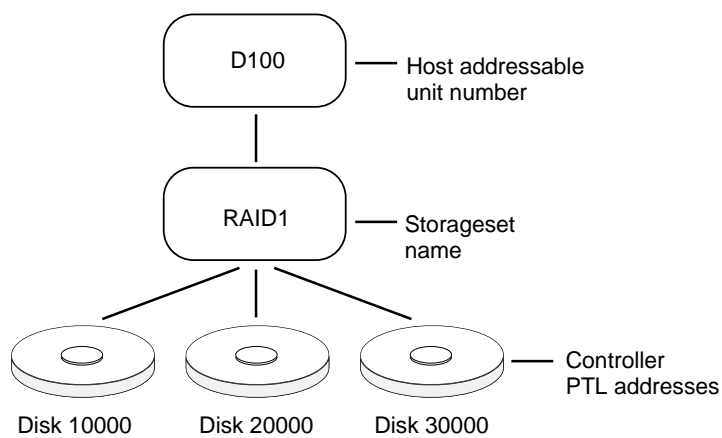 D100
Host addressable
unit number
RAID1
Storageset
name
Controller
PTL addresses
Disk 10000
Disk 20000
Disk 30000